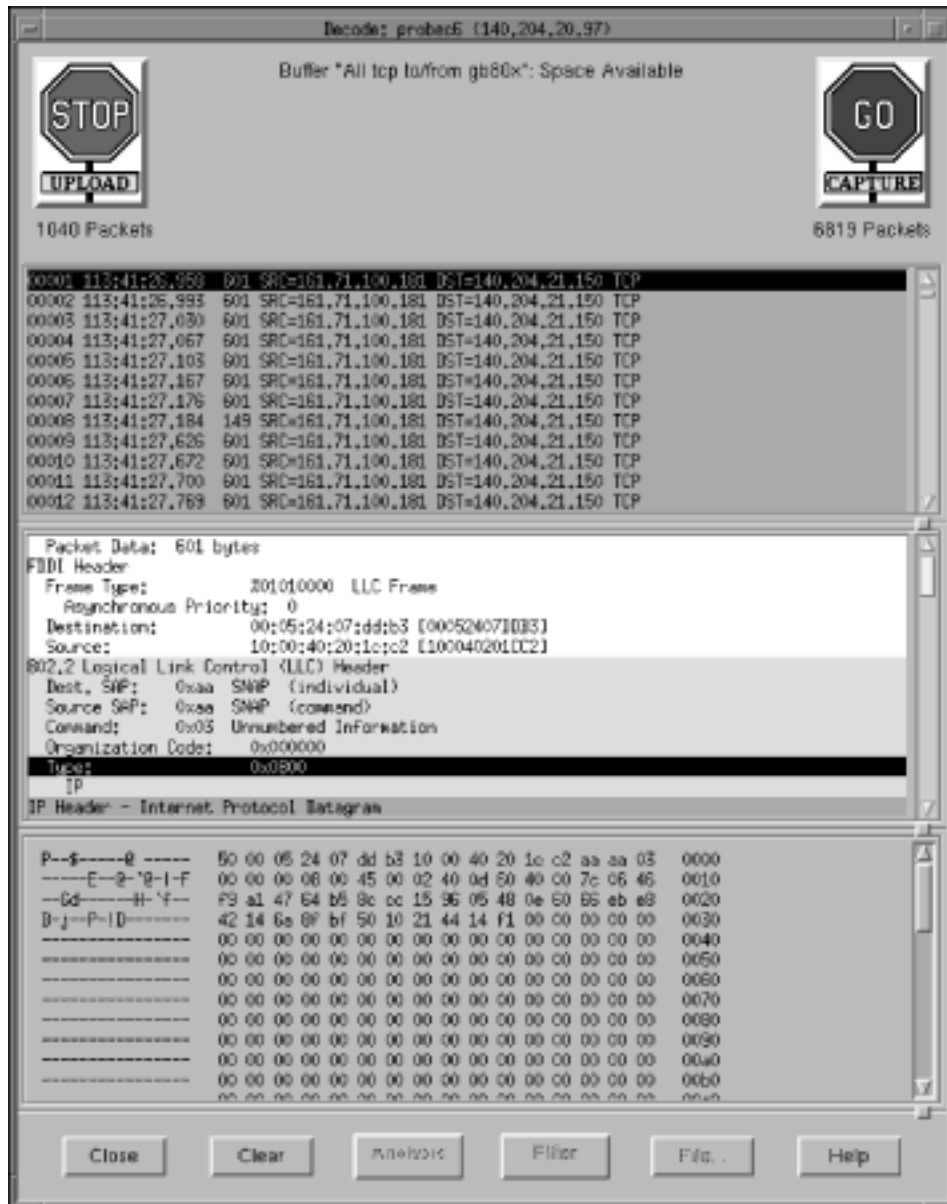 Decode: probec6 (140.204.20.97)
Buffer "All tcp to/from gb80x": Space Available
STOP
UPLOAD
1040 Packets
GO
CAPTURE
6819 Packets
00001 113:41:26.958 601 SRC=161.71.100.181 DST=140.204.21.150 TCP
00002 113:41:26.993 601 SRC=161.71.100.181 DST=140.204.21.150 TCP
00003 113:41:27.030 601 SRC=161.71.100.181 DST=140.204.21.150 TCP
00004 113:41:27.067 601 SRC=161.71.100.181 DST=140.204.21.150 TCP
00005 113:41:27.103 601 SRC=161.71.100.181 DST=140.204.21.150 TCP
00006 113:41:27.167 601 SRC=161.71.100.181 DST=140.204.21.150 TCP
00007 113:41:27.176 601 SRC=161.71.100.181 DST=140.204.21.150 TCP
00008 113:41:27.184 149 SRC=161.71.100.181 DST=140.204.21.150 TCP
00009 113:41:27.626 601 SRC=161.71.100.181 DST=140.204.21.150 TCP
00010 113:41:27.672 601 SRC=161.71.100.181 DST=140.204.21.150 TCP
00011 113:41:27.700 601 SRC=161.71.100.181 DST=140.204.21.150 TCP
00012 113:41:27.769 601 SRC=161.71.100.181 DST=140.204.21.150 TCP
Packet Data: 601 bytes
FDDI Header
Frame Type: %01010000 LLC Frame
Asynchronous Priority: 0
Destination: 00:05:24:07:dd:b3 [00052407DDB3]
Source: 10:00:40:20:1c:c2 [100040201CC2]
802.2 Logical Link Control (LLC) Header
Dest. SAP: 0xaa SNAP (individual)
Source SAP: 0xaa SNAP (command)
Command: 0x03 Unnumbered Information
Organization Code: 0x000000
Type: 0x0800
IP
IP Header - Internet Protocol Datagram
P--$-----@ ----- 50 00 05 24 07 dd b3 10 00 40 20 1c c2 aa aa 03 0000
-----E--@-`@-|-F 00 00 00 08 00 45 00 02 40 0d 60 40 00 7c 06 46 0010
--Gd------H-`f-- f9 a1 47 64 b5 8c cc 15 96 05 48 0e 60 66 eb e8 0020
B-j--P-!D------- 42 14 6a 8f bf 50 10 21 44 14 f1 00 00 00 00 00 0030
---------------- 00 00 00 00 00 00 00 00 00 00 00 00 00 00 00 00 0040
---------------- 00 00 00 00 00 00 00 00 00 00 00 00 00 00 00 00 0050
---------------- 00 00 00 00 00 00 00 00 00 00 00 00 00 00 00 00 0060
---------------- 00 00 00 00 00 00 00 00 00 00 00 00 00 00 00 00 0070
---------------- 00 00 00 00 00 00 00 00 00 00 00 00 00 00 00 00 0080
---------------- 00 00 00 00 00 00 00 00 00 00 00 00 00 00 00 00 0090
---------------- 00 00 00 00 00 00 00 00 00 00 00 00 00 00 00 00 00a0
---------------- 00 00 00 00 00 00 00 00 00 00 00 00 00 00 00 00 00b0
Close Clear Analysis Filter File.. Help